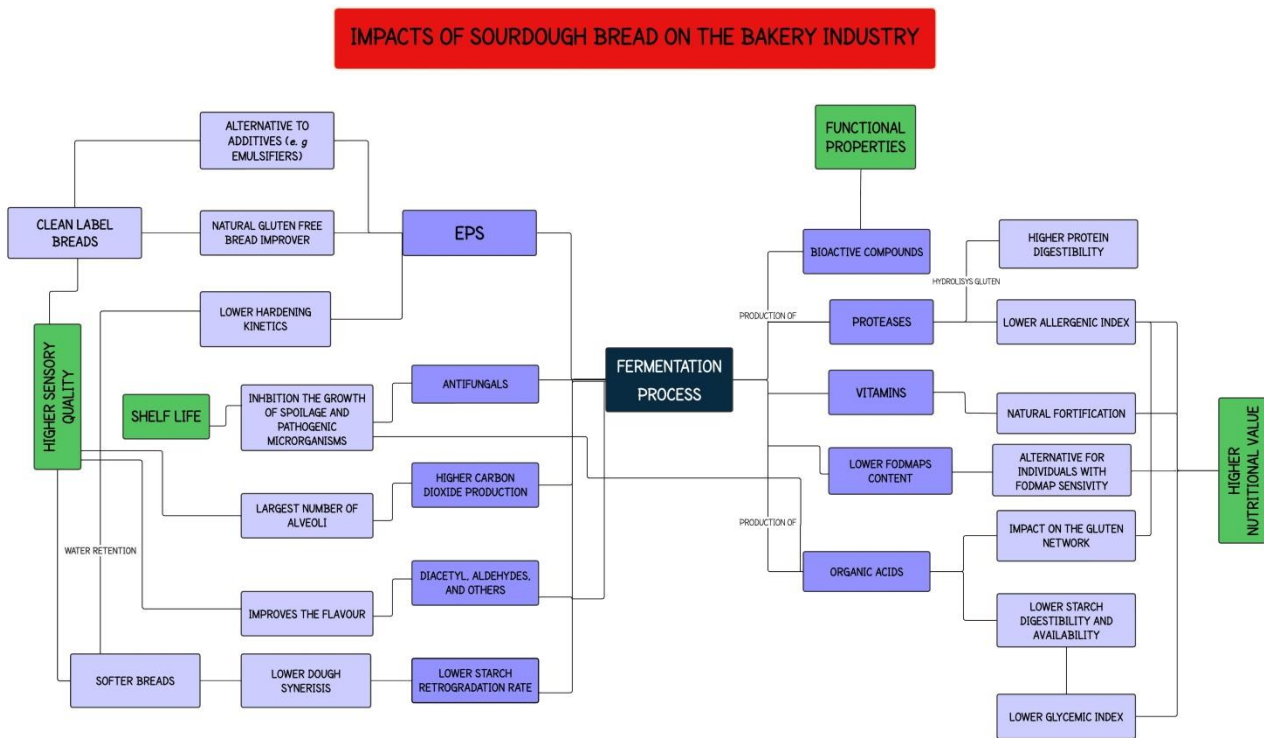 IMPACTS OF SOURDOUGH BREAD ON THE BAKERY INDUSTRY
ALTERNATIVE TO
ADDITIVES (e. g
EMULSIFIERS)
CLEAN LABEL
BREADS
NATURAL GLUTEN FREE
BREAD IMPROVER
EPS
LOWER HARDENING
KINETICS
HIGHER SENSORY
QUALITY
SHELF LIFE
INHBITION THE GROWTH
OF SPOILAGE AND
PATHOGENIC
MICRORGANISMS
ANTIFUNGALS
LARGEST NUMBER OF
ALVEOLI
HIGHER CARBON
DIOXIDE PRODUCTION
WATER RETENTION
IMPROVES THE FLAVOUR
DIACETYL, ALDEHYDES,
AND OTHERS
SOFTER BREADS
LOWER DOUGH
SYNERISIS
LOWER STARCH
RETROGRADATION RATE
FERMENTATION
PROCESS
FUNCTIONAL
PROPERTIES
BIOACTIVE COMPOUNDS
HIGHER PROTEIN
DIGESTIBILITY
HYDROLISYS GLUTEN
PRODUCTION OF
PROTEASES
LOWER ALLERGENIC INDEX
VITAMINS
NATURAL FORTIFICATION
LOWER FODMAPS
CONTENT
ALTERNATIVE FOR
INDIVIDUALS WITH
FODMAP SENSIVITY
PRODUCTION OF
ORGANIC ACIDS
IMPACT ON THE GLUTEN
NETWORK
LOWER STARCH
DIGESTIBILITY AND
AVAILABILITY
LOWER GLYCEMIC INDEX
HIGHER
NUTRITIONAL VALUE